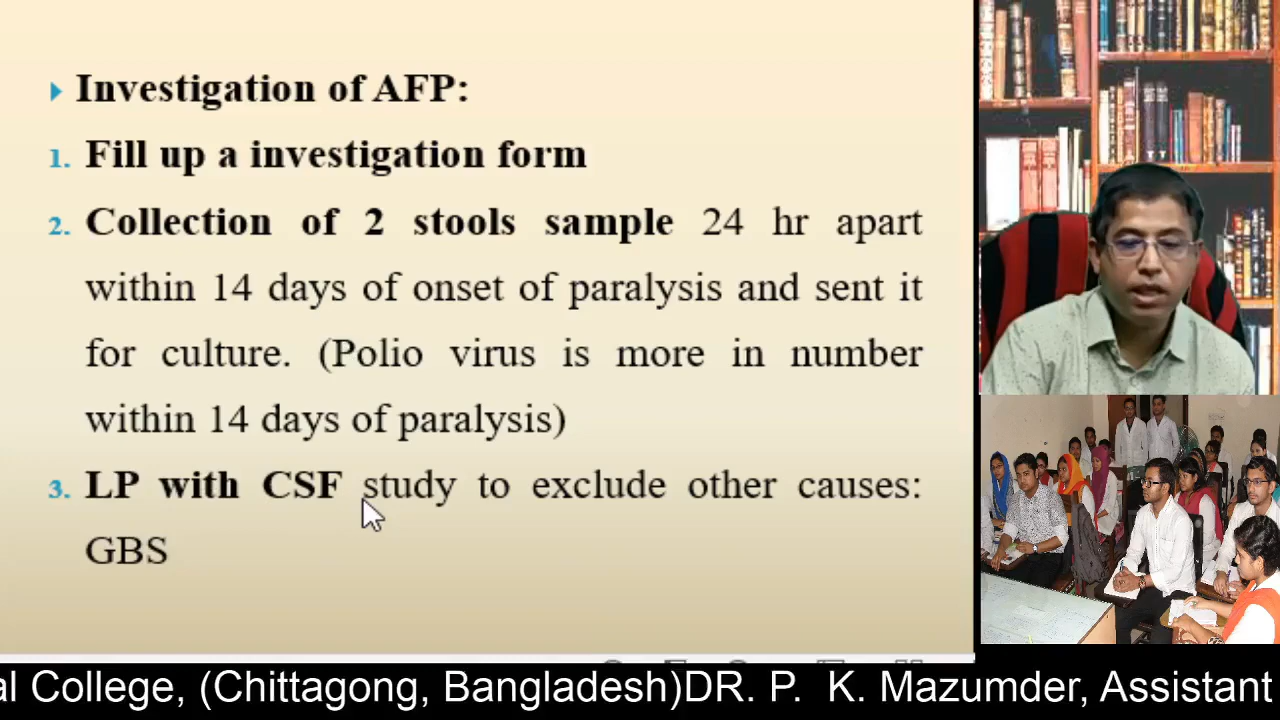 Investigation of AFP:
1. Fill up a investigation form
2. Collection of 2 stools sample 24 hr apart
within 14 days of onset of paralysis and sent it
for culture. (Polio virus is more in number
within 14 days of paralysis)
3. LP with CSF study to exclude other causes:
GBS
al College, (Chittagong, Bangladesh)DR. P. K. Mazumder, Assistant